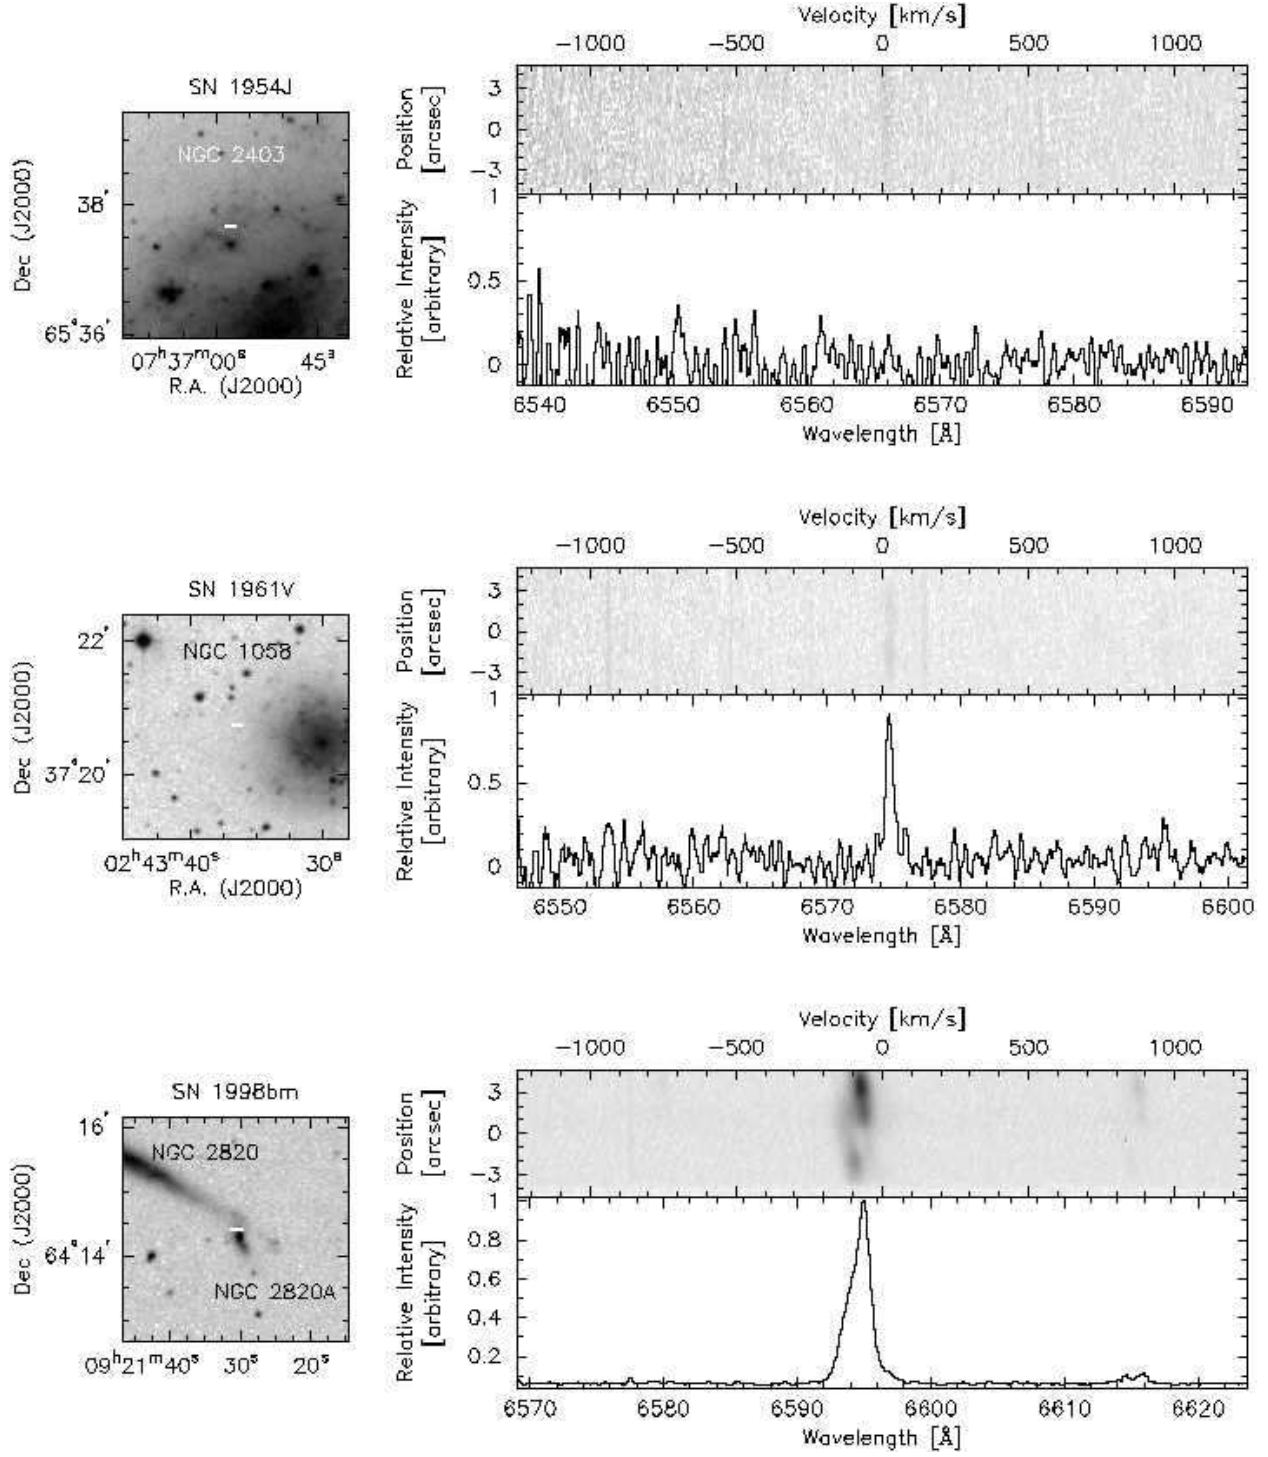 Velocity [km/s]
−1000 −500 0 500 1000
SN 1954J
NGC 2403
Dec (J2000)
38'
65°36'
07ʰ37ᵐ00ˢ 45ˢ
R.A. (J2000)
Position
[arcsec]
3
0
−3
Relative Intensity
[arbitrary]
1
0.5
0
6540 6550 6560 6570 6580 6590
Wavelength [Å]
Velocity [km/s]
−1000 −500 0 500 1000
SN 1961V
NGC 1058
Dec (J2000)
22'
37°20'
02ʰ43ᵐ40ˢ 30ˢ
R.A. (J2000)
Position
[arcsec]
3
0
−3
Relative Intensity
[arbitrary]
1
0.5
0
6550 6560 6570 6580 6590 6600
Wavelength [Å]
Velocity [km/s]
−1000 −500 0 500 1000
SN 1998bm
NGC 2820
NGC 2820A
Dec (J2000)
16'
64°14'
09ʰ21ᵐ40ˢ 30ˢ 20ˢ
Position
[arcsec]
3
0
−3
Relative Intensity
[arbitrary]
1
0.8
0.6
0.4
0.2
6570 6580 6590 6600 6610 6620
Wavelength [Å]